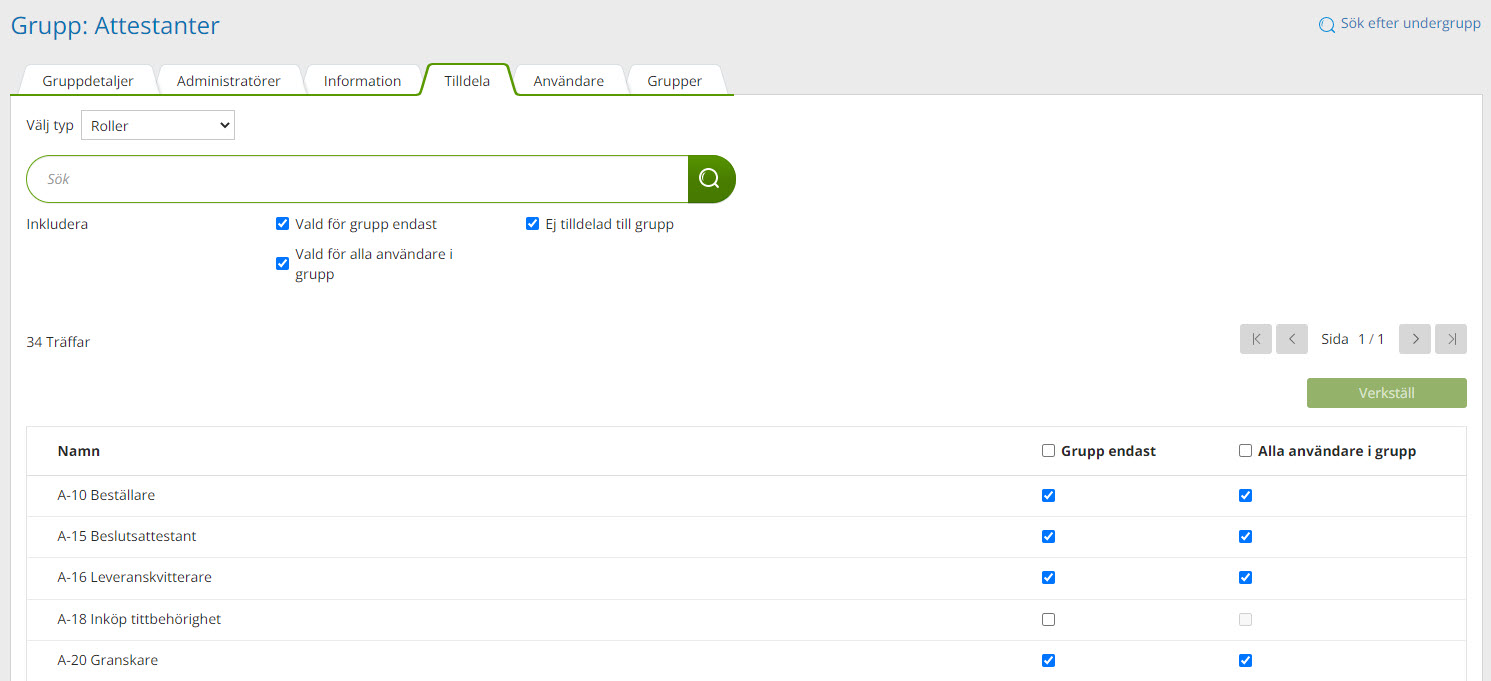 Grupp: Attestanter
Sök efter undergrupp
Gruppdetaljer
Administratörer
Information
Tilldela
Användare
Grupper
Välj typ
Roller
Sök
Inkludera
Vald för grupp endast
Ej tilldelad till grupp
Vald för alla användare i
grupp
34 Träffar
Sida 1 / 1
Verkställ
Namn
Grupp endast
Alla användare i grupp
A-10 Beställare
A-15 Beslutsattestant
A-16 Leveranskvitterare
A-18 Inköp tittbehörighet
A-20 Granskare